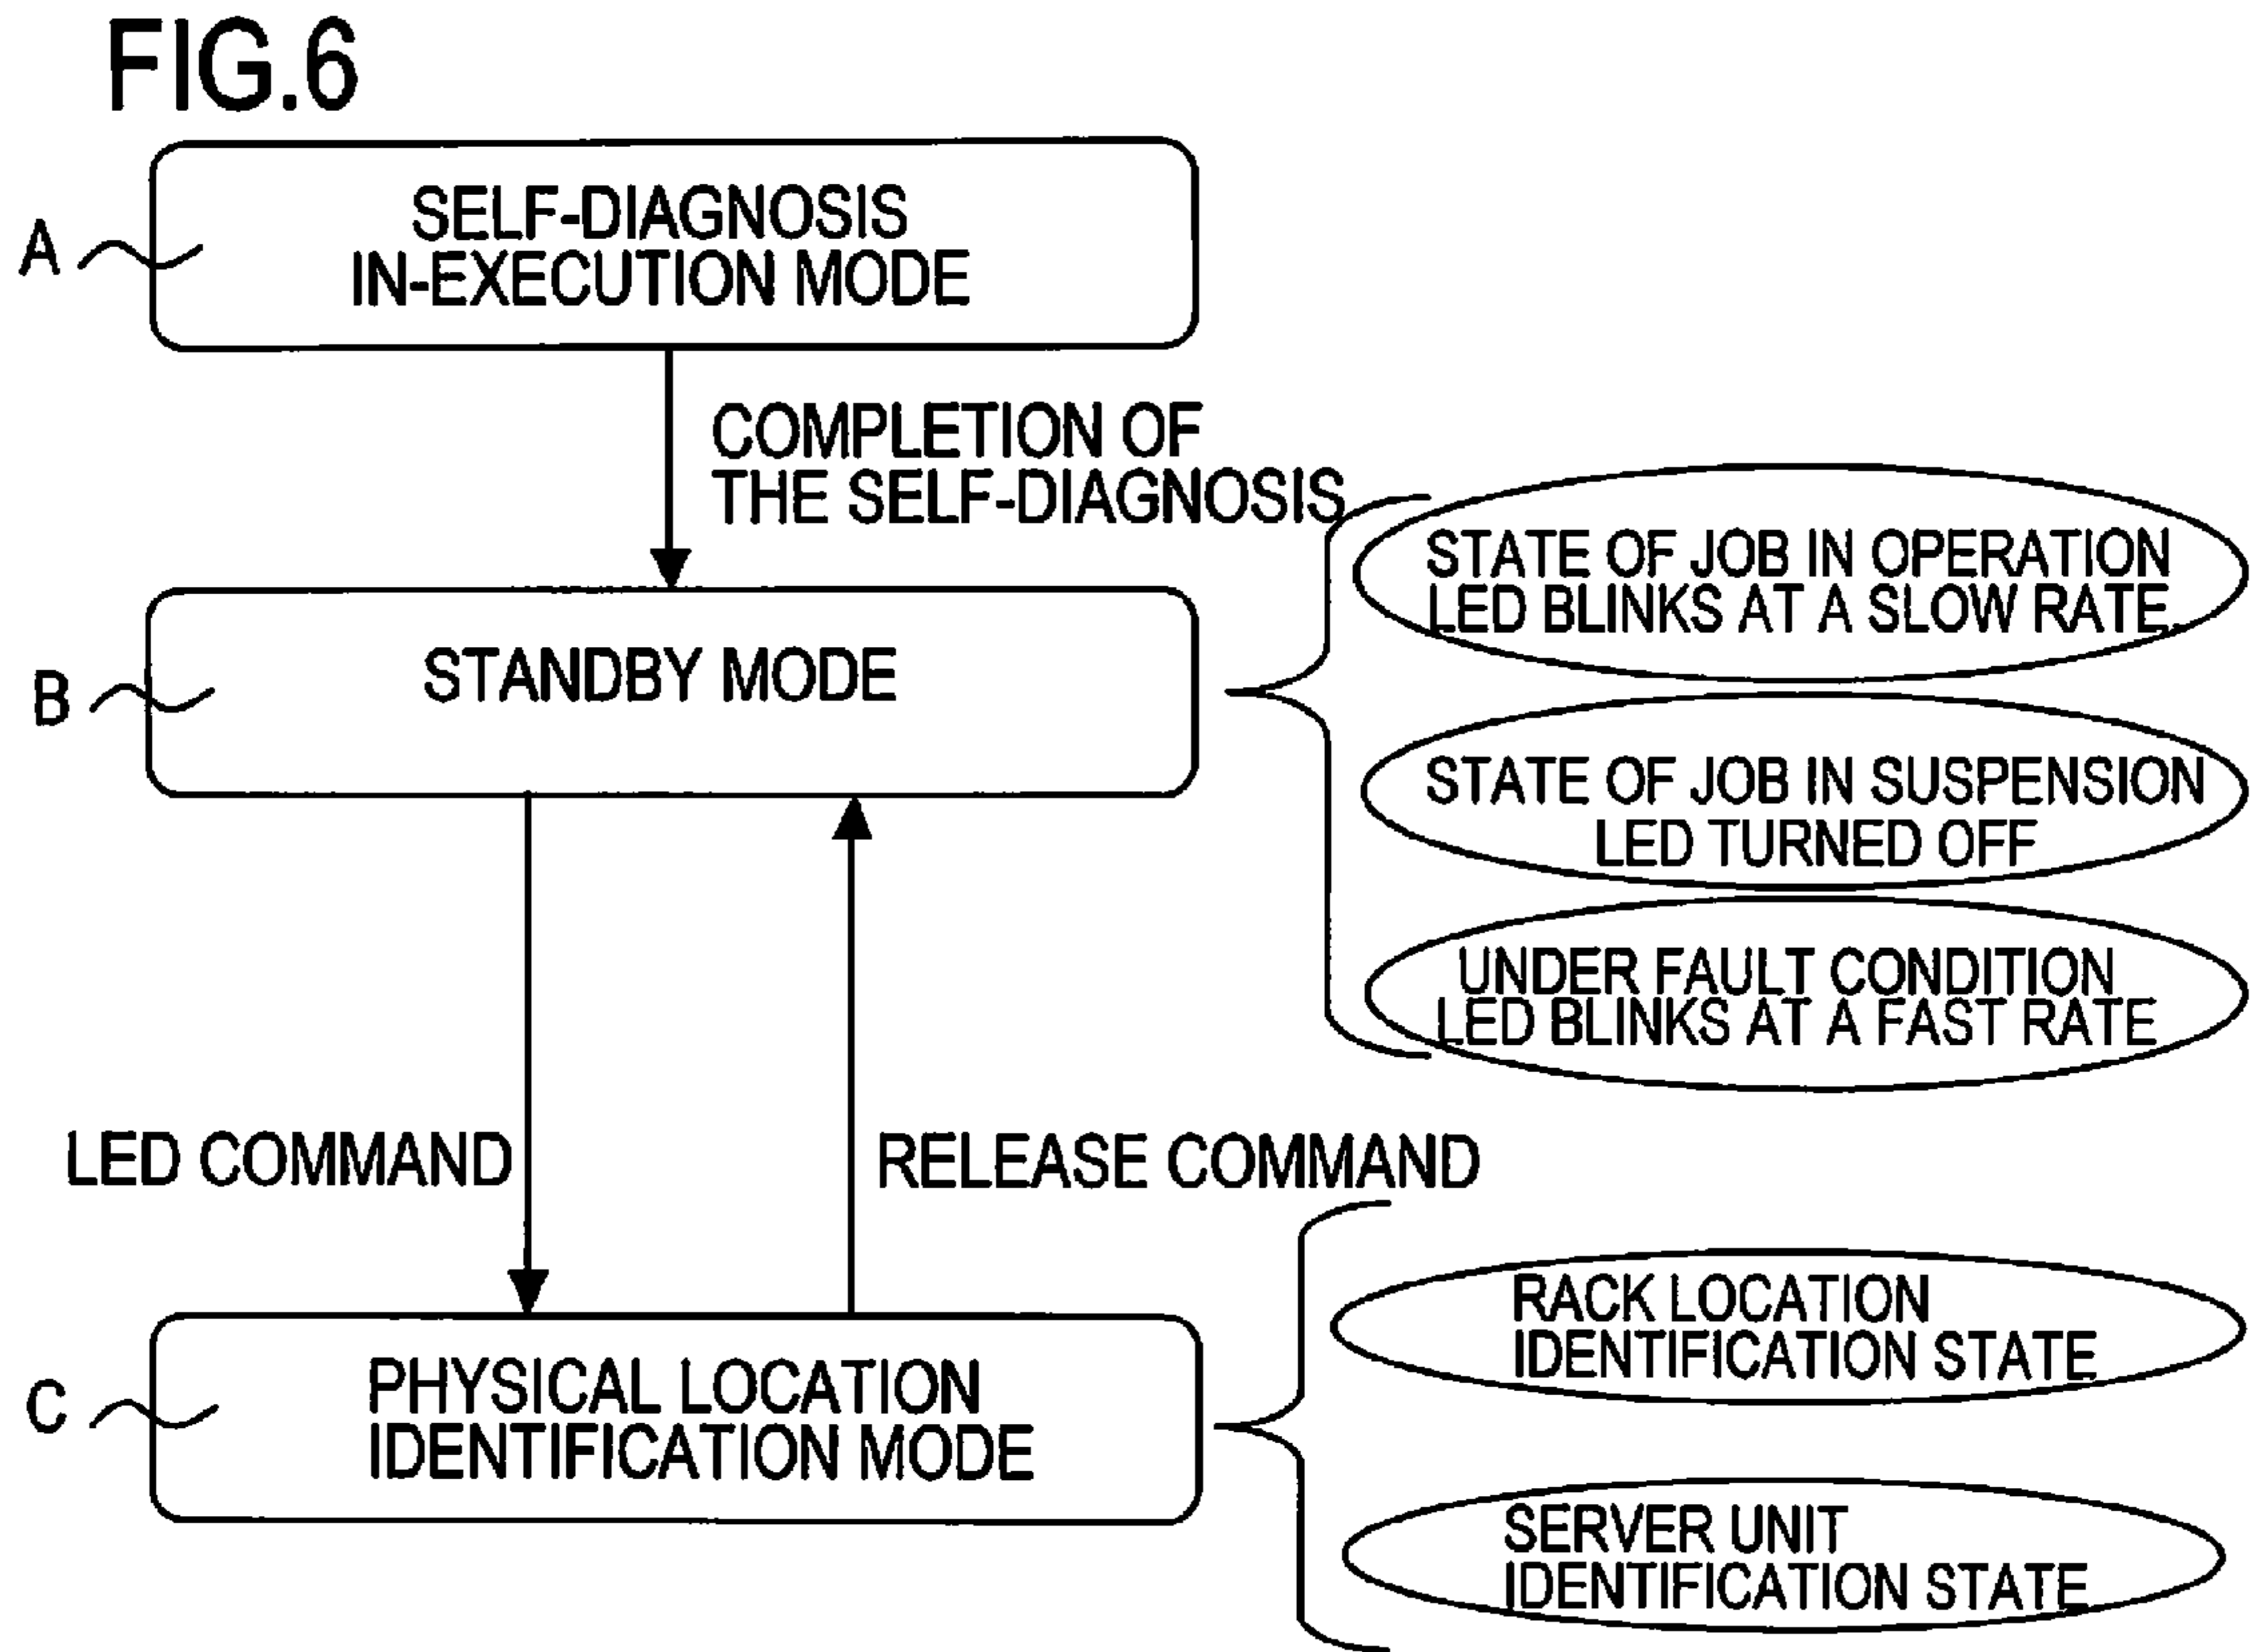 FIG.6
A
SELF-DIAGNOSIS
IN-EXECUTION MODE
COMPLETION OF
THE SELF-DIAGNOSIS
B
STANDBY MODE
STATE OF JOB IN OPERATION
LED BLINKS AT A SLOW RATE.
STATE OF JOB IN SUSPENSION
LED TURNED OFF
UNDER FAULT CONDITION
LED BLINKS AT A FAST RATE
LED COMMAND
RELEASE COMMAND
C
PHYSICAL LOCATION
IDENTIFICATION MODE
RACK LOCATION
IDENTIFICATION STATE
SERVER UNIT
IDENTIFICATION STATE